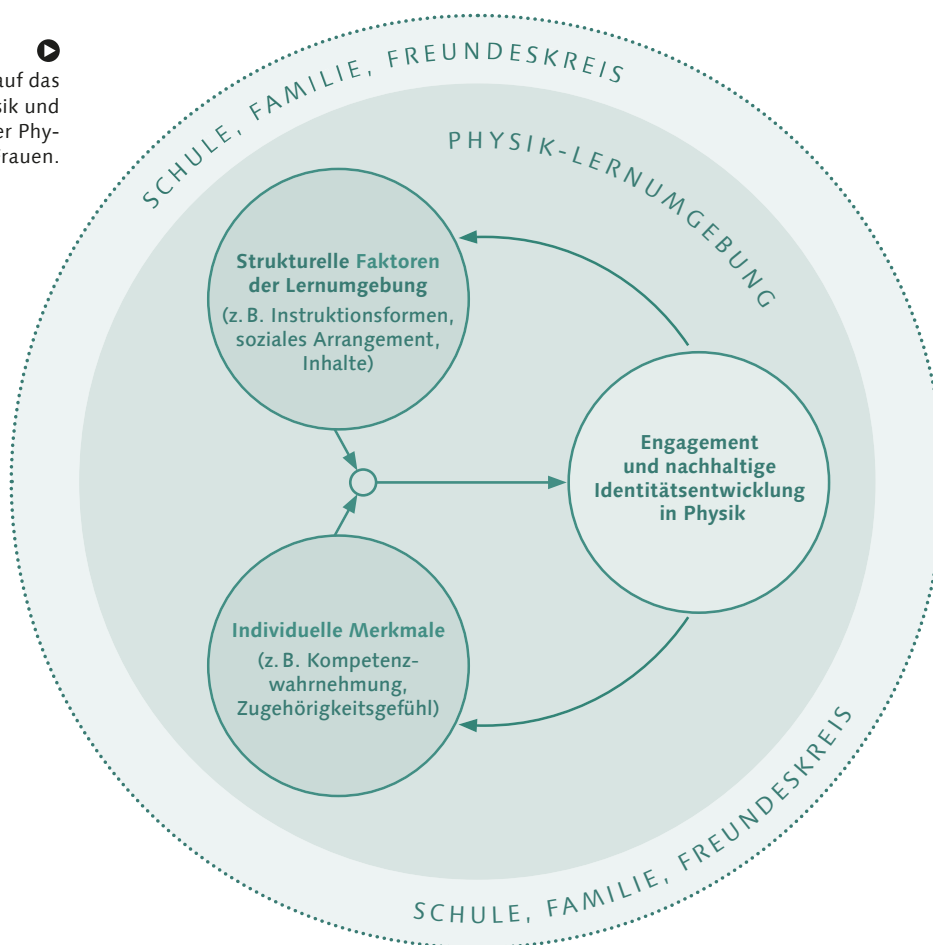 auf das
sik und
er Phy-
Frauen.
SCHULE, FAMILIE, FREUNDESKREIS
PHYSIK-LERNUMGEBUNG
Strukturelle Faktoren
der Lernumgebung
(z. B. Instruktionsformen,
soziales Arrangement,
Inhalte)
Engagement
und nachhaltige
Identitätsentwicklung
in Physik
Individuelle Merkmale
(z. B. Kompetenz-
wahrnehmung,
Zugehörigkeitsgefühl)
SCHULE, FAMILIE, FREUNDESKREIS